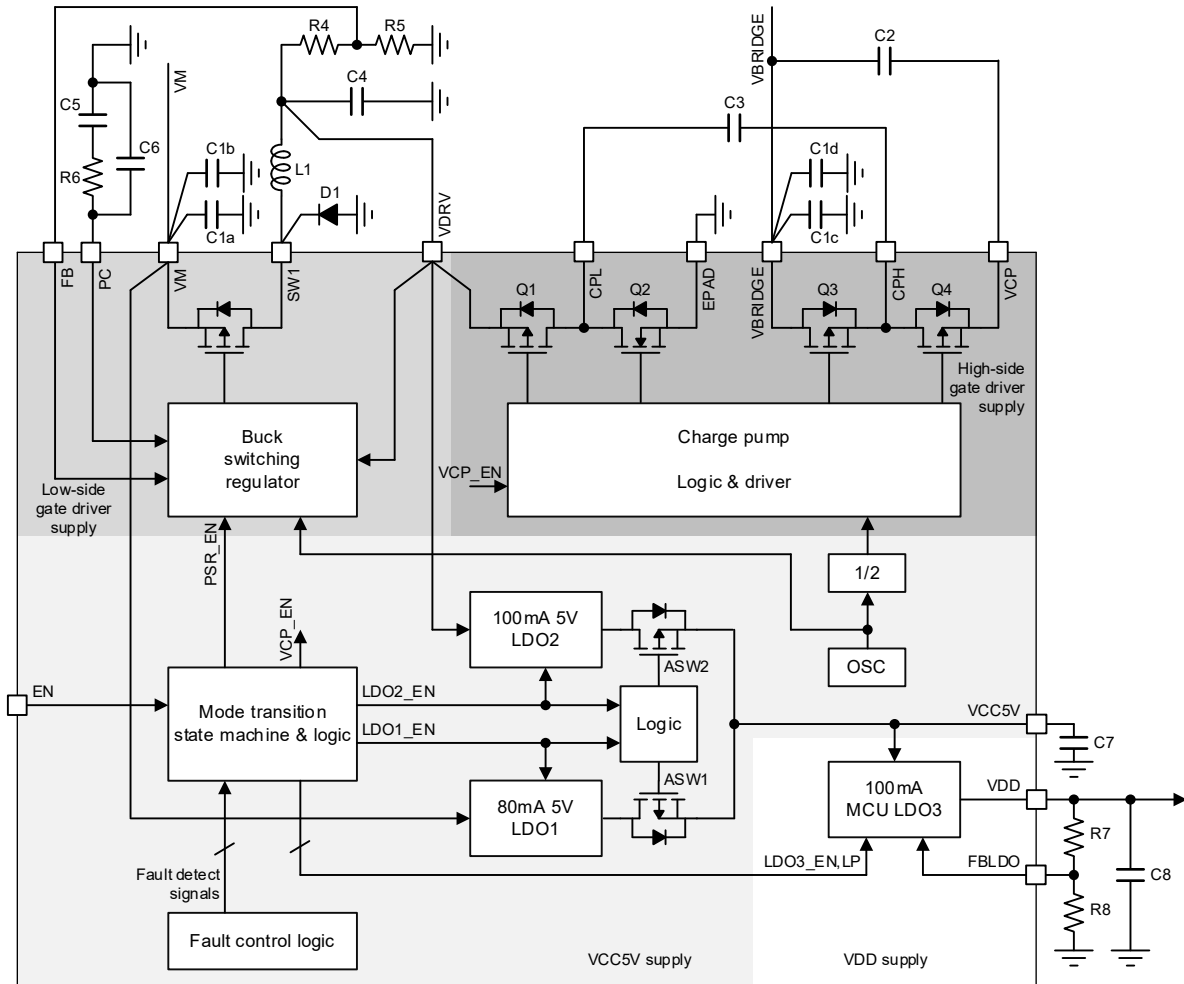 R4
R5
VBRIDGE
C2
C4
VM
C5
C3
C6
C1b
L1
C1d
R6
D1
C1a
VDRV
C1c
FB
PC
VM
SW1
CPL
EPAD
VBRIDGE
CPH
VCP
Q1
Q2
Q3
Q4
High-side
gate driver
supply
Buck
switching
regulator
Charge pump
Logic & driver
VCP_EN
Low-side
gate driver
supply
PSR_EN
1/2
VCP_EN
100mA 5V
LDO2
ASW2
OSC
EN
Mode transition
state machine & logic
LDO2_EN
LDO1_EN
Logic
VCC5V
C7
ASW1
80mA 5V
LDO1
100mA
MCU LDO3
VDD
R7
LDO3_EN,LP
FBLDO
C8
R8
Fault detect
signals
Fault control logic
VCC5V supply
VDD supply